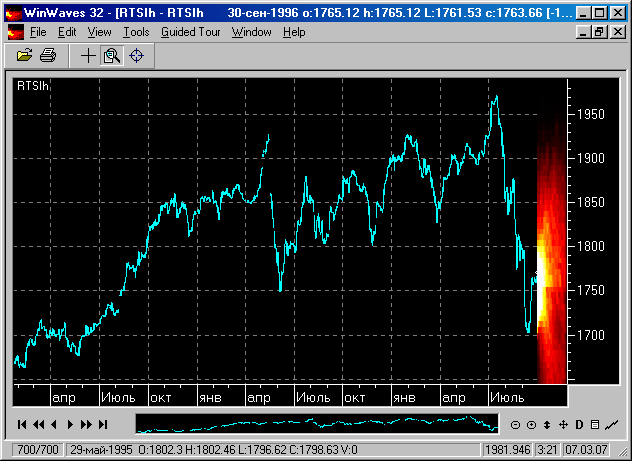 WinWaves 32 - [RTSIh - RTSIh 30-сен-1996 o:1765.12 h:1765.12 L:1761.53 c:1763.66 [-1...
File Edit View Tools Guided Tour Window Help
RTSIh
1950
1900
1850
1800
1750
1700
апр Июль окт янв апр Июль окт янв апр Июль
D
700/700 29-май-1995 O:1802.3 H:1802.46 L:1796.62 C:1798.63 V:0 1981.946 3:21 07.03.07